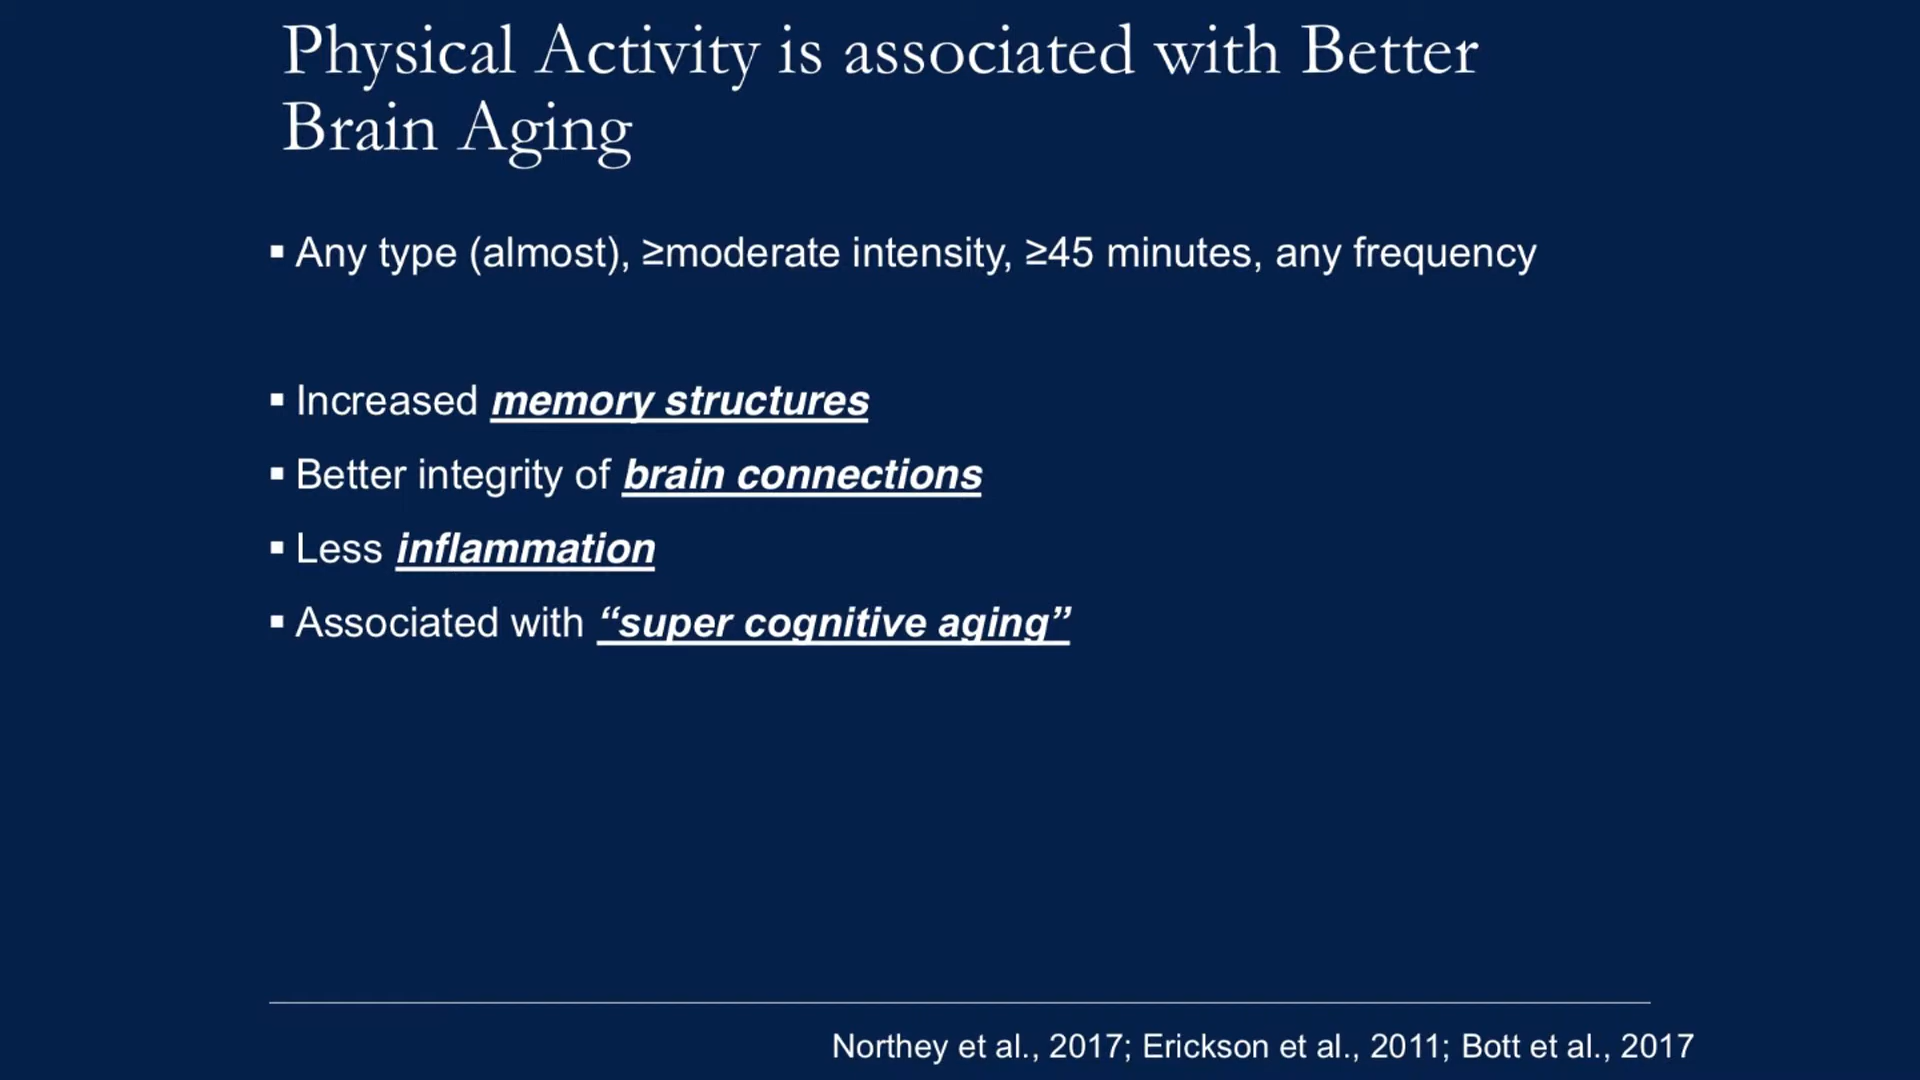 Physical Activity is associated with Better
Brain Aging
▪ Any type (almost), ≥moderate intensity, ≥45 minutes, any frequency
▪ Increased memory structures
▪ Better integrity of brain connections
▪ Less inflammation
▪ Associated with “super cognitive aging”
Northey et al., 2017; Erickson et al., 2011; Bott et al., 2017